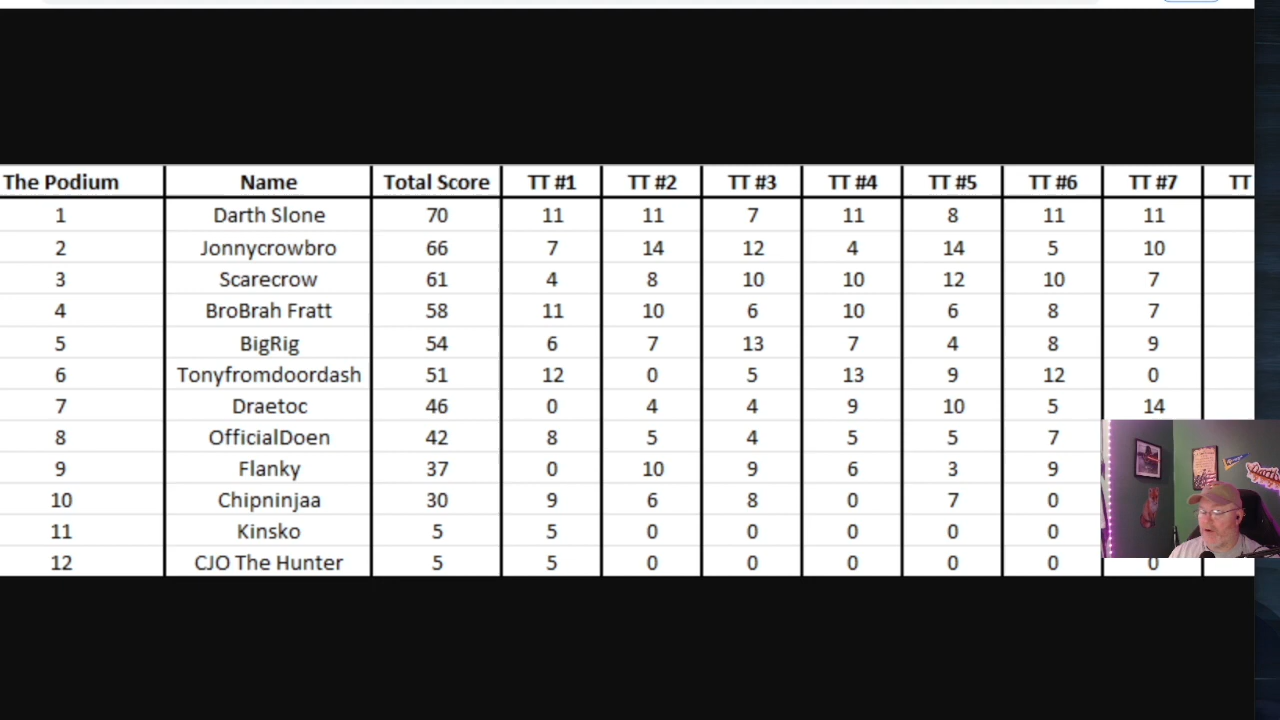 The Podium Name Total Score TT #1 TT #2 TT #3 TT #4 TT #5 TT #6 TT #7 TT
1 Darth Slone 70 11 11 7 11 8 11 11
2 Jonnycrowbro 66 7 14 12 4 14 5 10
3 Scarecrow 61 4 8 10 10 12 10 7
4 BroBrah Fratt 58 11 10 6 10 6 8 7
5 BigRig 54 6 7 13 7 4 8 9
6 Tonyfromdoordash 51 12 0 5 13 9 12 0
7 Draetoc 46 0 4 4 9 10 5 14
8 OfficialDoen 42 8 5 4 5 5 7
9 Flanky 37 0 10 9 6 3 9
10 Chipninjaa 30 9 6 8 0 7 0
11 Kinsko 5 5 0 0 0 0 0
12 CJO The Hunter 5 5 0 0 0 0 0 0